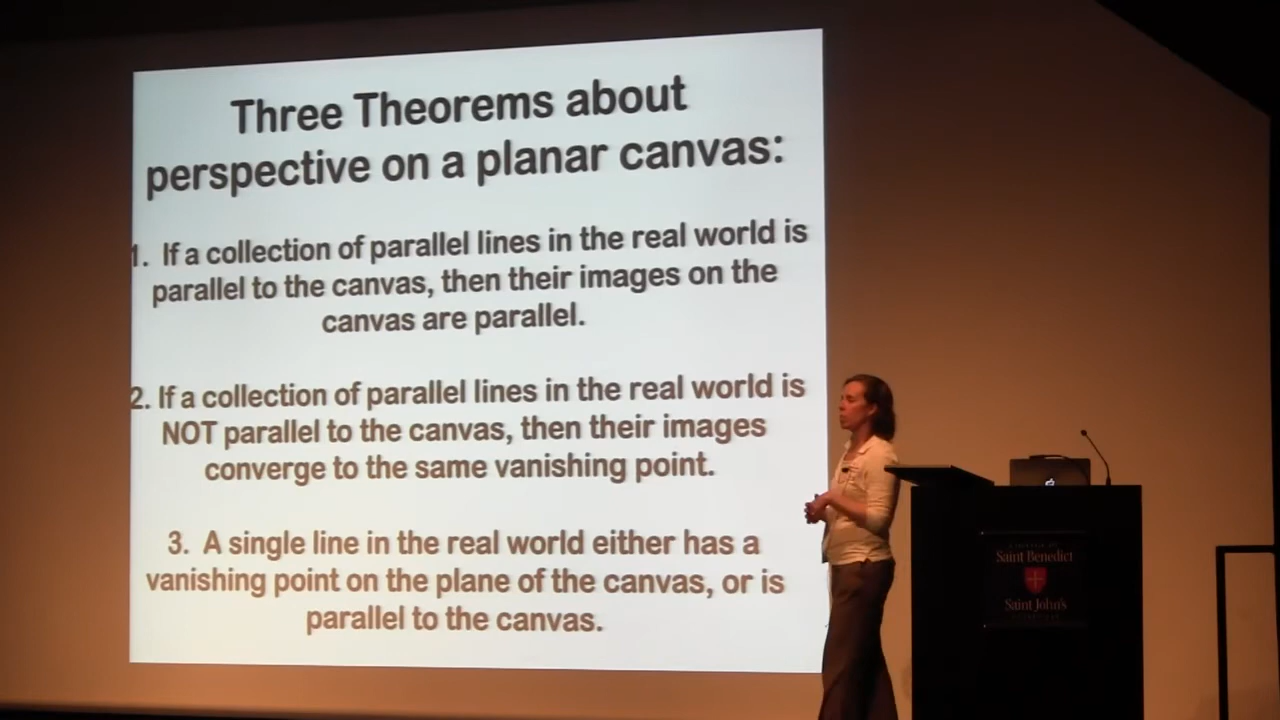 Three Theorems about
perspective on a planar canvas:
1. If a collection of parallel lines in the real world is
parallel to the canvas, then their images on the
canvas are parallel.
2. If a collection of parallel lines in the real world is
NOT parallel to the canvas, then their images
converge to the same vanishing point.
3. A single line in the real world either has a
vanishing point on the plane of the canvas, or is
parallel to the canvas.
Saint Benedict
Saint John's